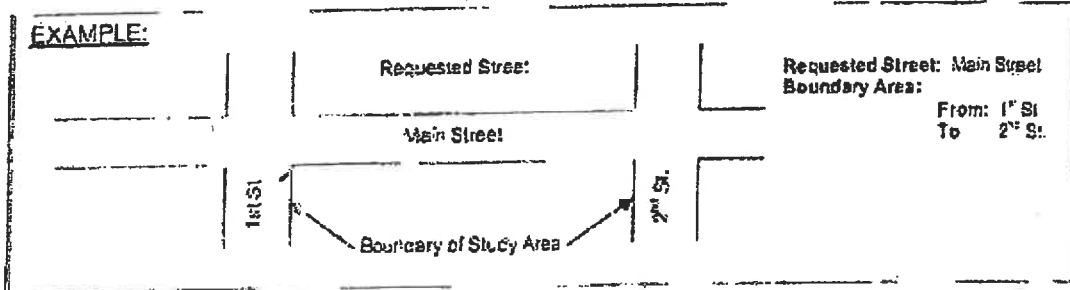 EXAMPLE:
Requested Street
Requested Street: Main Street
Boundary Area:
From: 1st St
To 2nd St.
Main Street
1st St
2nd St.
Boundary of Study Area